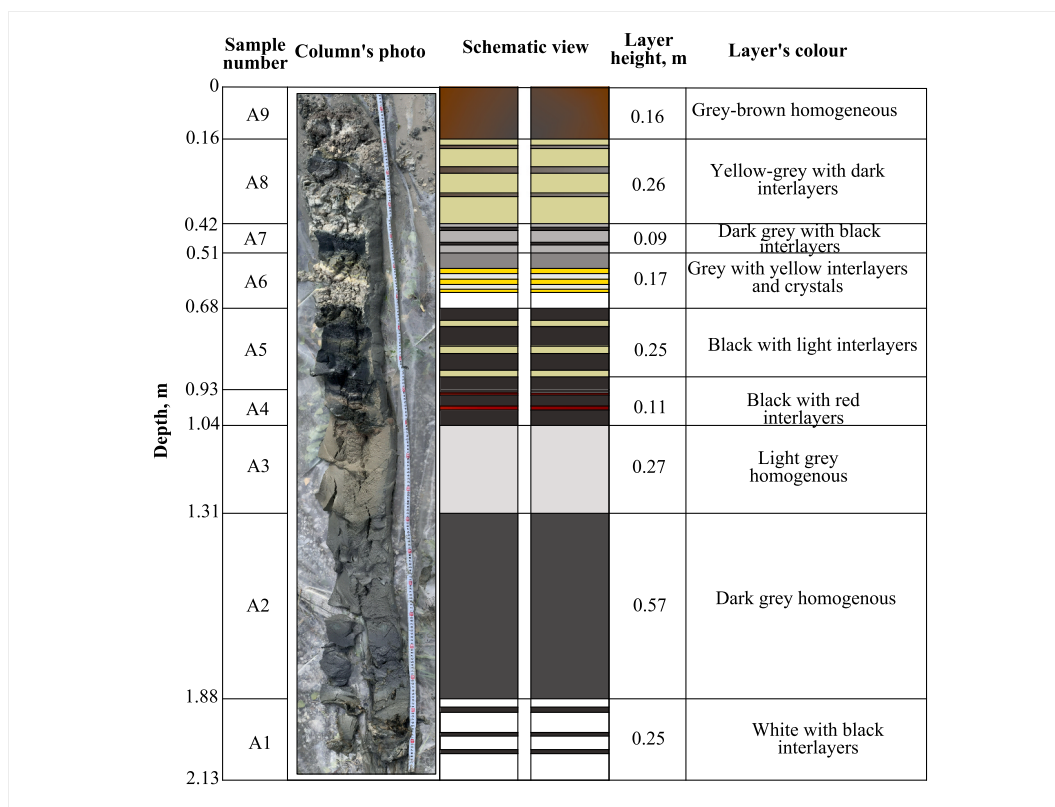 Sample
number
Column's photo
Schematic view
Layer
height, m
Layer's colour
Depth, m
0
A9
0.16
Grey-brown homogeneous
0.16
A8
0.26
Yellow-grey with dark
interlayers
0.42
A7
0.09
Dark grey with black
interlayers
0.51
A6
0.17
Grey with yellow interlayers
and crystals
0.68
A5
0.25
Black with light interlayers
0.93
A4
0.11
Black with red
interlayers
1.04
A3
0.27
Light grey
homogenous
1.31
A2
0.57
Dark grey homogenous
1.88
A1
0.25
White with black
interlayers
2.13